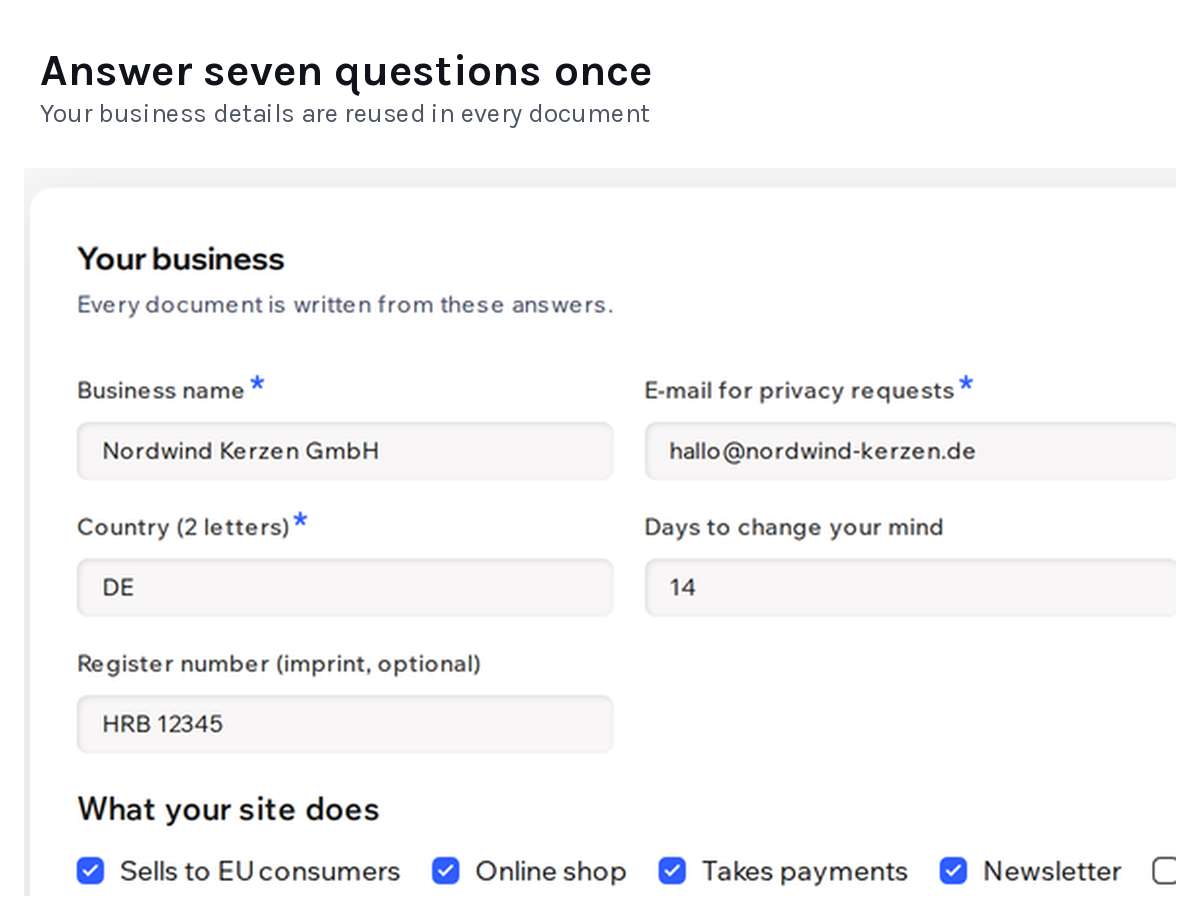 Answer seven questions once
Your business details are reused in every document
Your business
Every document is written from these answers.
Business name *
E-mail for privacy requests *
Nordwind Kerzen GmbH
hallo@nordwind-kerzen.de
Country (2 letters) *
Days to change your mind
DE
14
Register number (imprint, optional)
HRB 12345
What your site does
Sells to EU consumers
Online shop
Takes payments
Newsletter